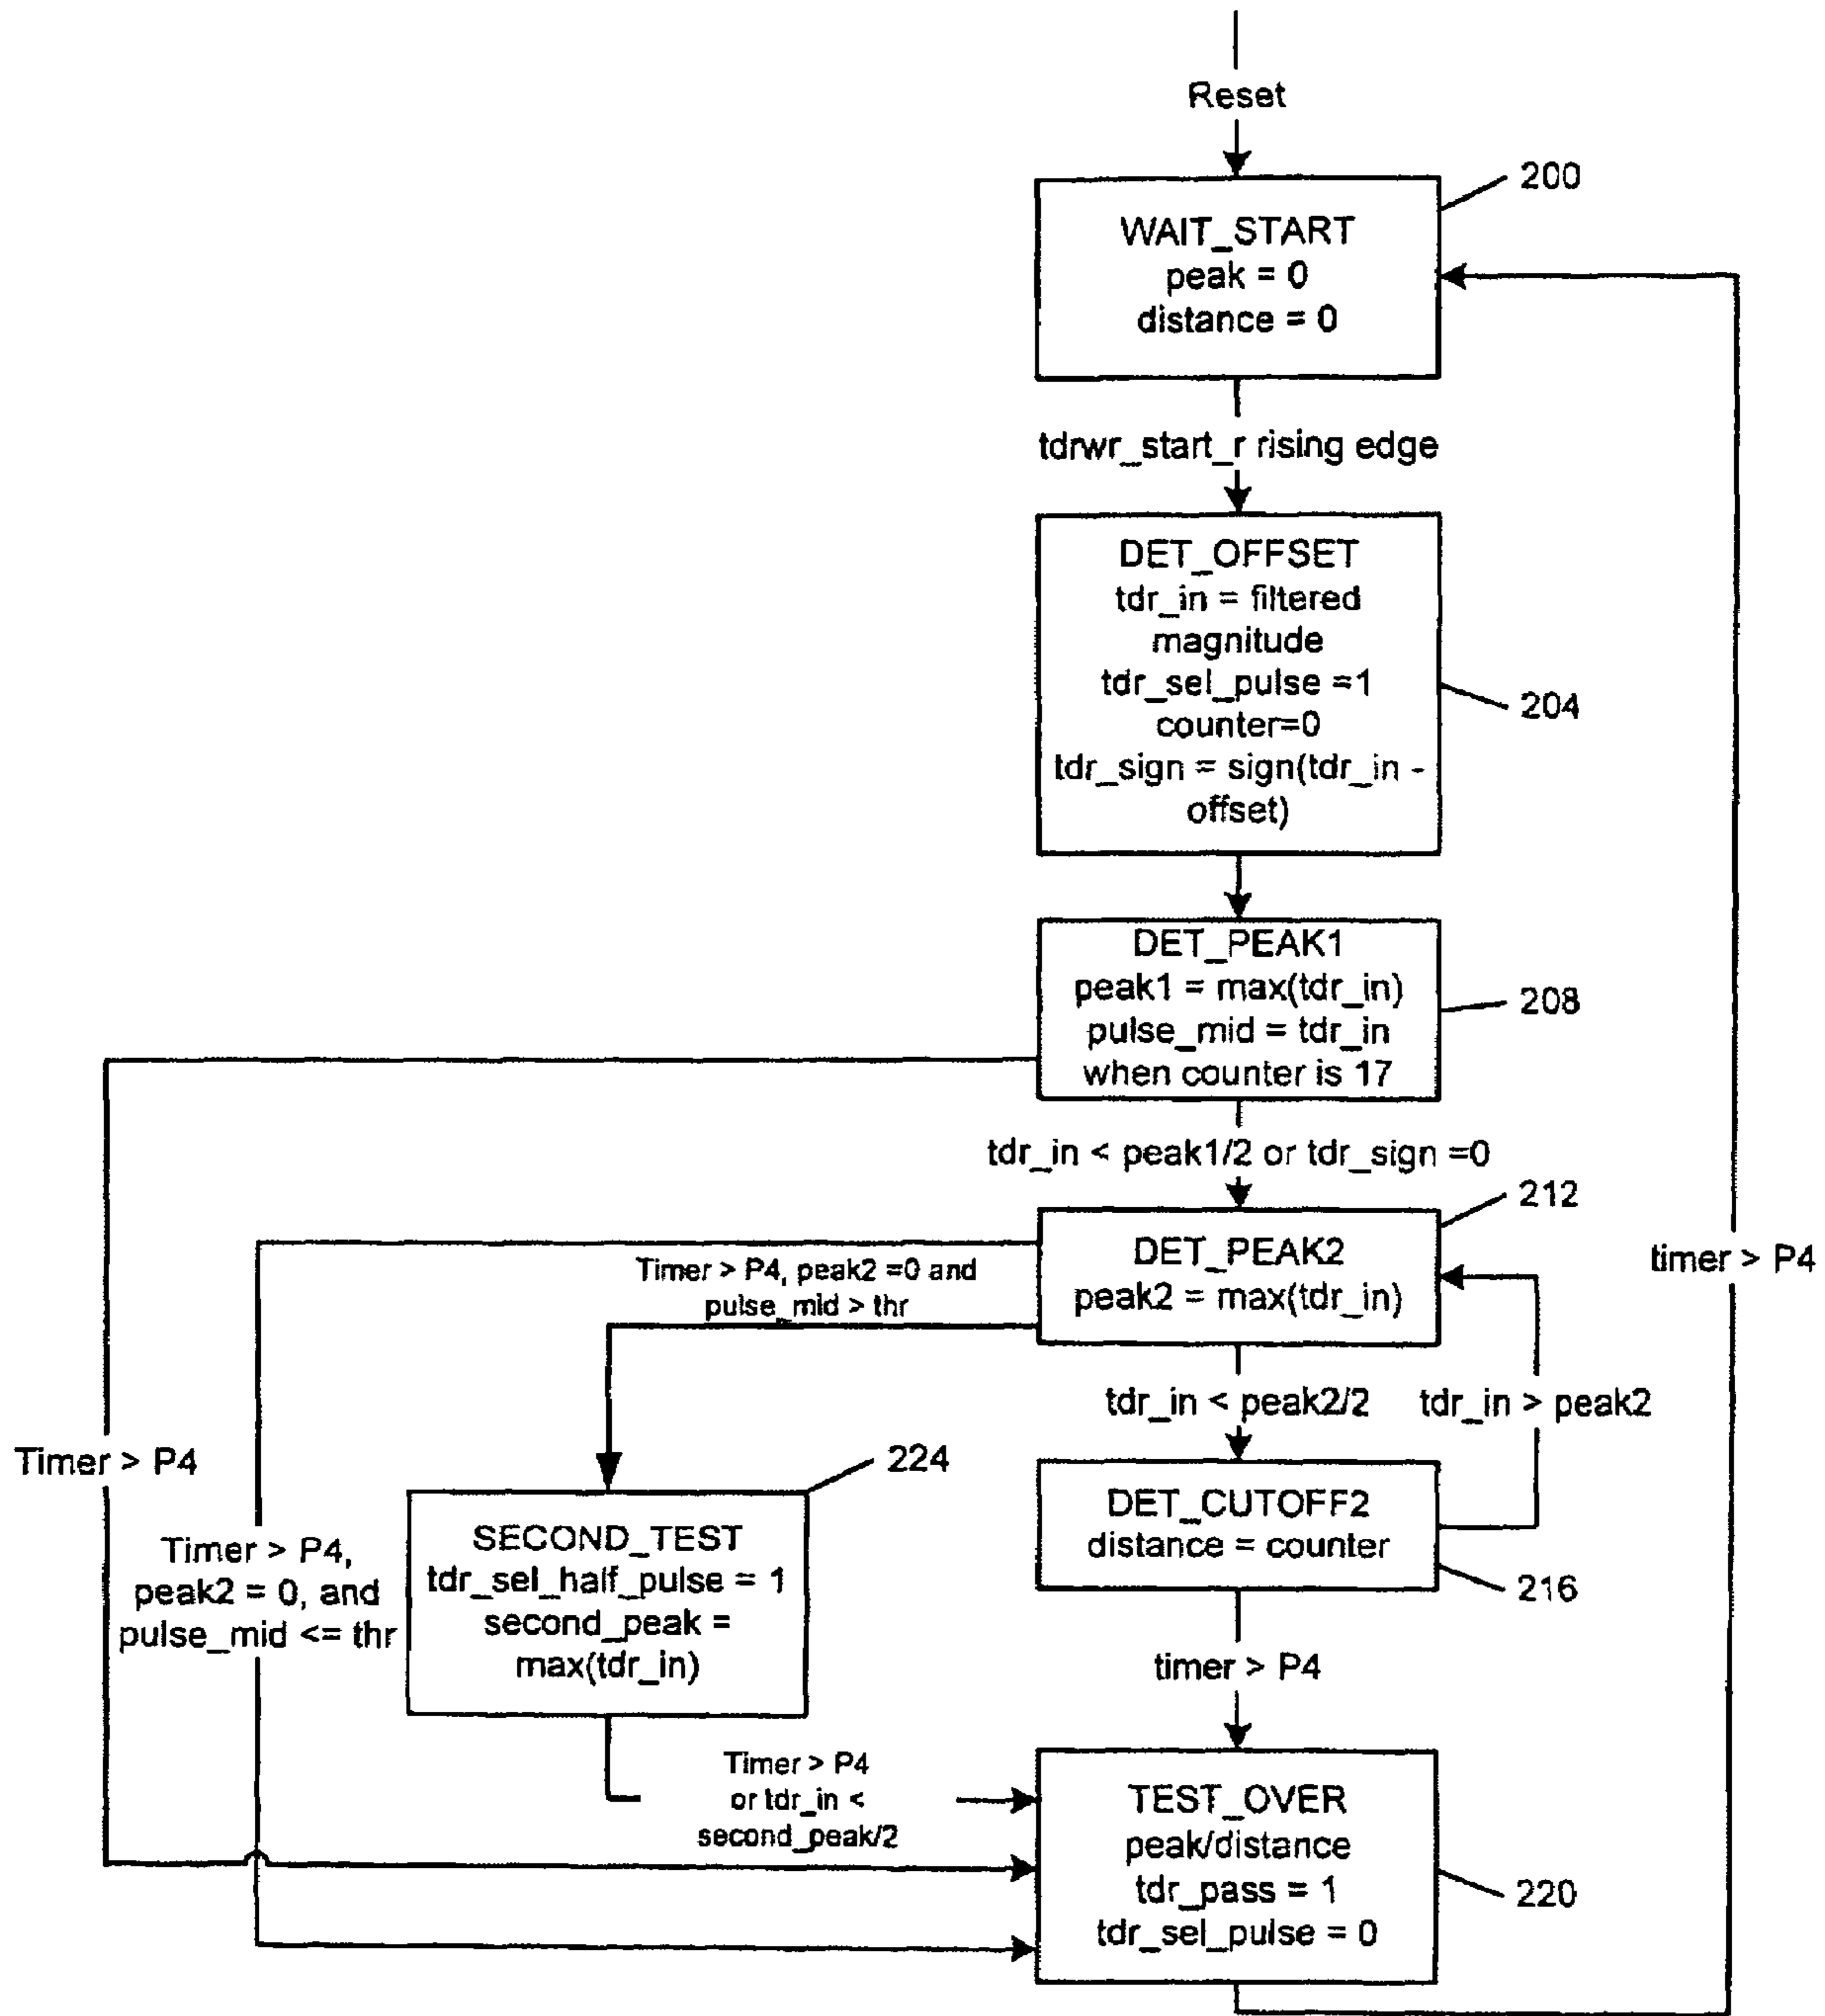 Reset
200
WAIT_START
peak = 0
distance = 0
tdrwr_start_r rising edge
DET_OFFSET
tdr_in = filtered
magnitude
tdr_sel_pulse =1
counter=0
tdr_sign = sign(tdr_in -
offset)
204
DET_PEAK1
peak1 = max(tdr_in)
pulse_mid = tdr_in
when counter is 17
208
tdr_in < peak1/2 or tdr_sign =0
212
DET_PEAK2
peak2 = max(tdr_in)
timer > P4
Timer > P4, peak2 =0 and
pulse_mid > thr
tdr_in < peak2/2
tdr_in > peak2
Timer > P4
224
DET_CUTOFF2
distance = counter
216
SECOND_TEST
tdr_sel_half_pulse = 1
second_peak =
max(tdr_in)
Timer > P4,
peak2 = 0, and
pulse_mid <= thr
timer > P4
Timer > P4
or tdr_in <
second_peak/2
TEST_OVER
peak/distance
tdr_pass = 1
tdr_sel_pulse = 0
220